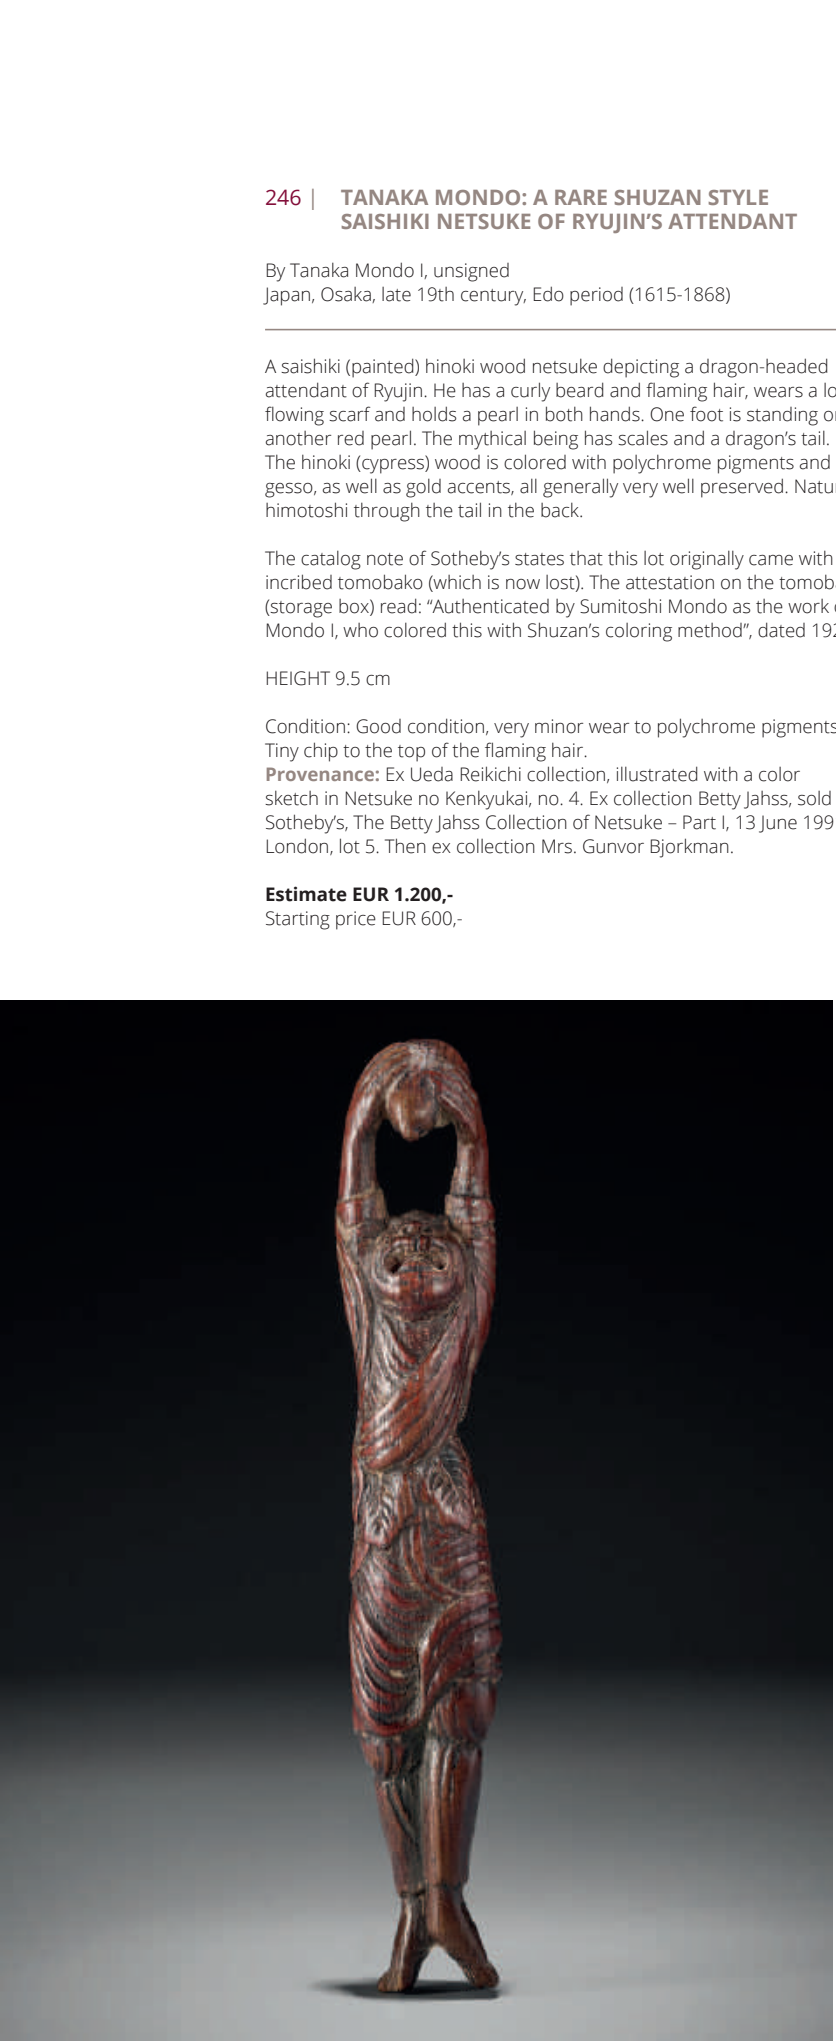 246 | TANAKA MONDO: A RARE SHUZAN STYLE
SAISHIKI NETSUKE OF RYUJIN’S ATTENDANT
By Tanaka Mondo I, unsigned
Japan, Osaka, late 19th century, Edo period (1615-1868)
A saishiki (painted) hinoki wood netsuke depicting a dragon-headed
attendant of Ryujin. He has a curly beard and flaming hair, wears a
flowing scarf and holds a pearl in both hands. One foot is standing
another red pearl. The mythical being has scales and a dragon’s tail.
The hinoki (cypress) wood is colored with polychrome pigments and
gesso, as well as gold accents, all generally very well preserved.
himotoshi through the tail in the back.
The catalog note of Sotheby’s states that this lot originally came with
incribed tomobako (which is now lost). The attestation on the
(storage box) read: “Authenticated by Sumitoshi Mondo as the work
Mondo I, who colored this with Shuzan’s coloring method”, dated
HEIGHT 9.5 cm
Condition: Good condition, very minor wear to polychrome pigments
Tiny chip to the top of the flaming hair.
Provenance: Ex Ueda Reikichi collection, illustrated with a color
sketch in Netsuke no Kenkyukai, no. 4. Ex collection Betty Jahss, sold
Sotheby’s, The Betty Jahss Collection of Netsuke – Part I, 13 June
London, lot 5. Then ex collection Mrs. Gunvor Bjorkman.
Estimate EUR 1.200,-
Starting price EUR 600,-